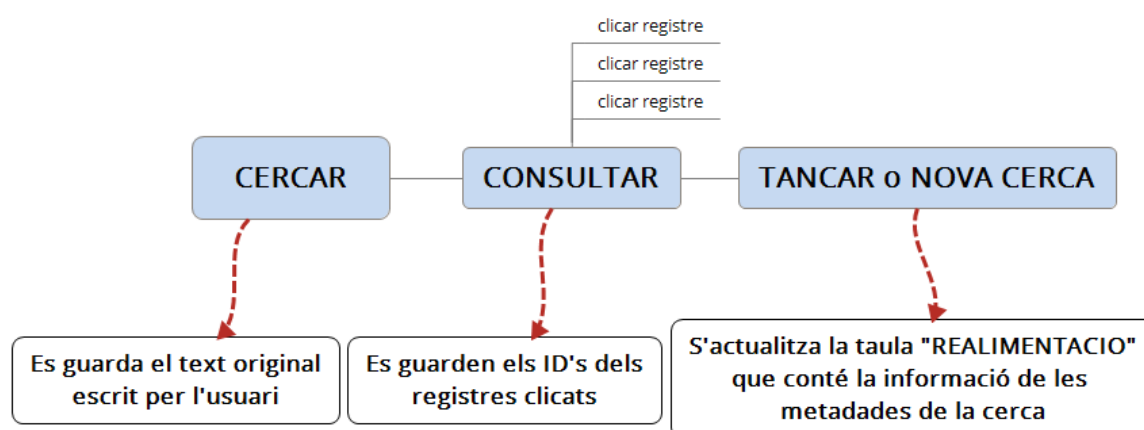 clicar registre
clicar registre
clicar registre
CERCAR
CONSULTAR
TANCAR o NOVA CERCA
Es guarda el text original
escrit per l'usuari
Es guarden els ID's dels
registres clicats
S'actualitza la taula "REALIMENTACIO"
que conté la informació de les
metadades de la cerca